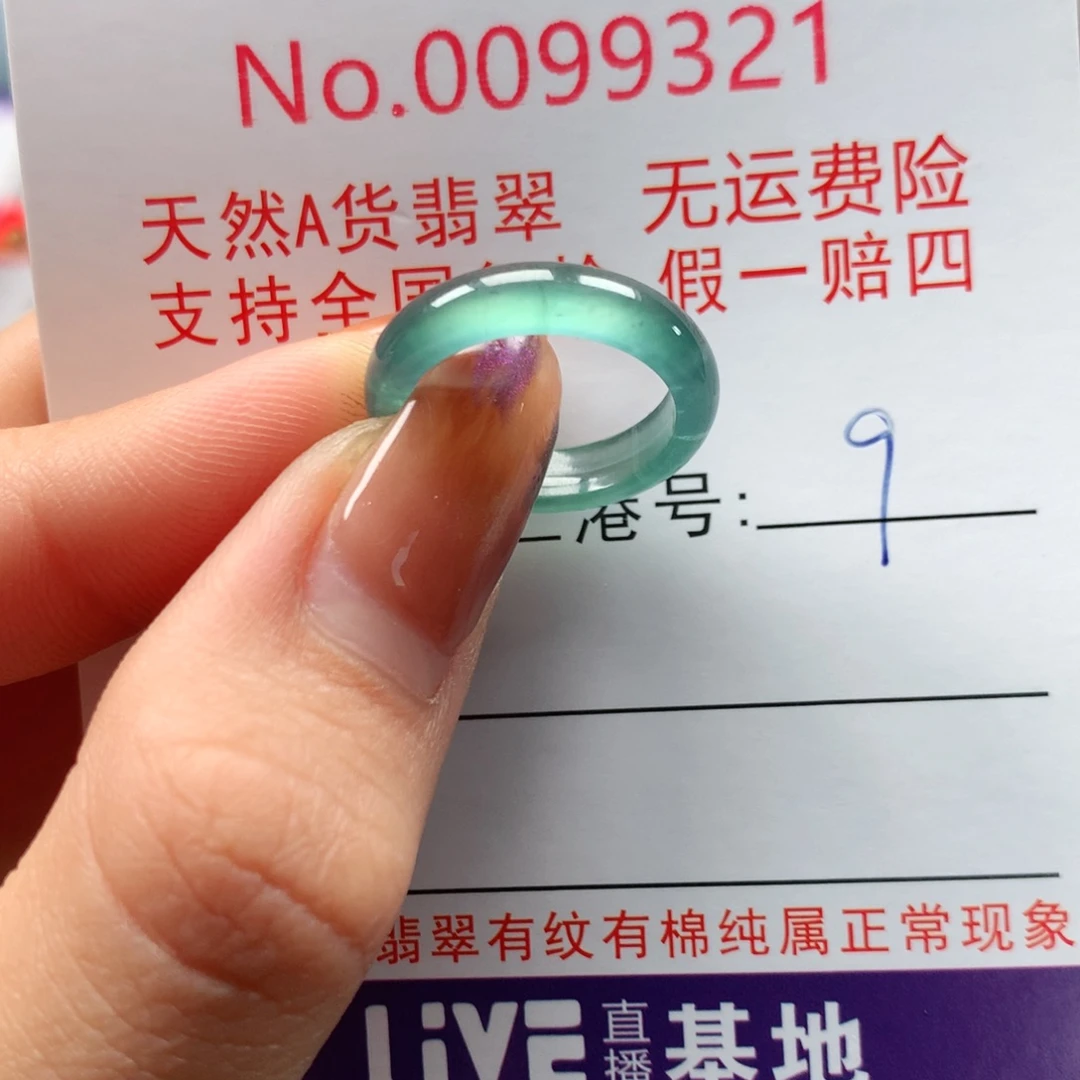 No.0099321
天然A货翡翠 无运费险
支持全国 假一赔四
港号: 9
翡翠有纹有棉纯属正常现象
LiVE 直播 基地